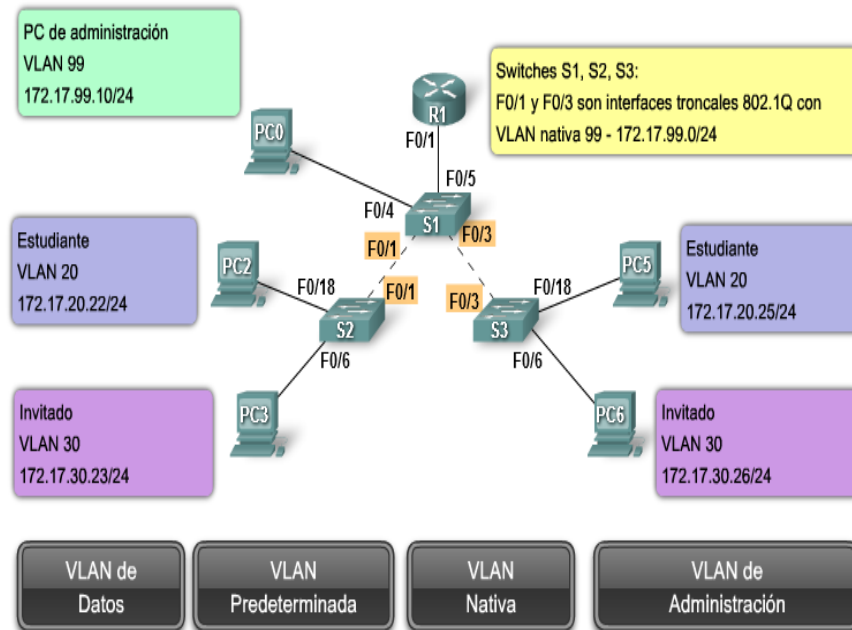 PC de administración
VLAN 99
172.17.99.10/24
Switches S1, S2, S3:
F0/1 y F0/3 son interfaces troncales 802.1Q con
VLAN nativa 99 - 172.17.99.0/24
R1
F0/1
PC0
F0/5
F0/4
S1
F0/1
F0/3
Estudiante
VLAN 20
172.17.20.22/24
PC2
F0/18
F0/1
S2
F0/6
F0/3
S3
F0/18
F0/6
PC5
Estudiante
VLAN 20
172.17.20.25/24
Invitado
VLAN 30
172.17.30.23/24
PC3
PC6
Invitado
VLAN 30
172.17.30.26/24
VLAN de
Datos
VLAN
Predeterminada
VLAN
Nativa
VLAN de
Administración